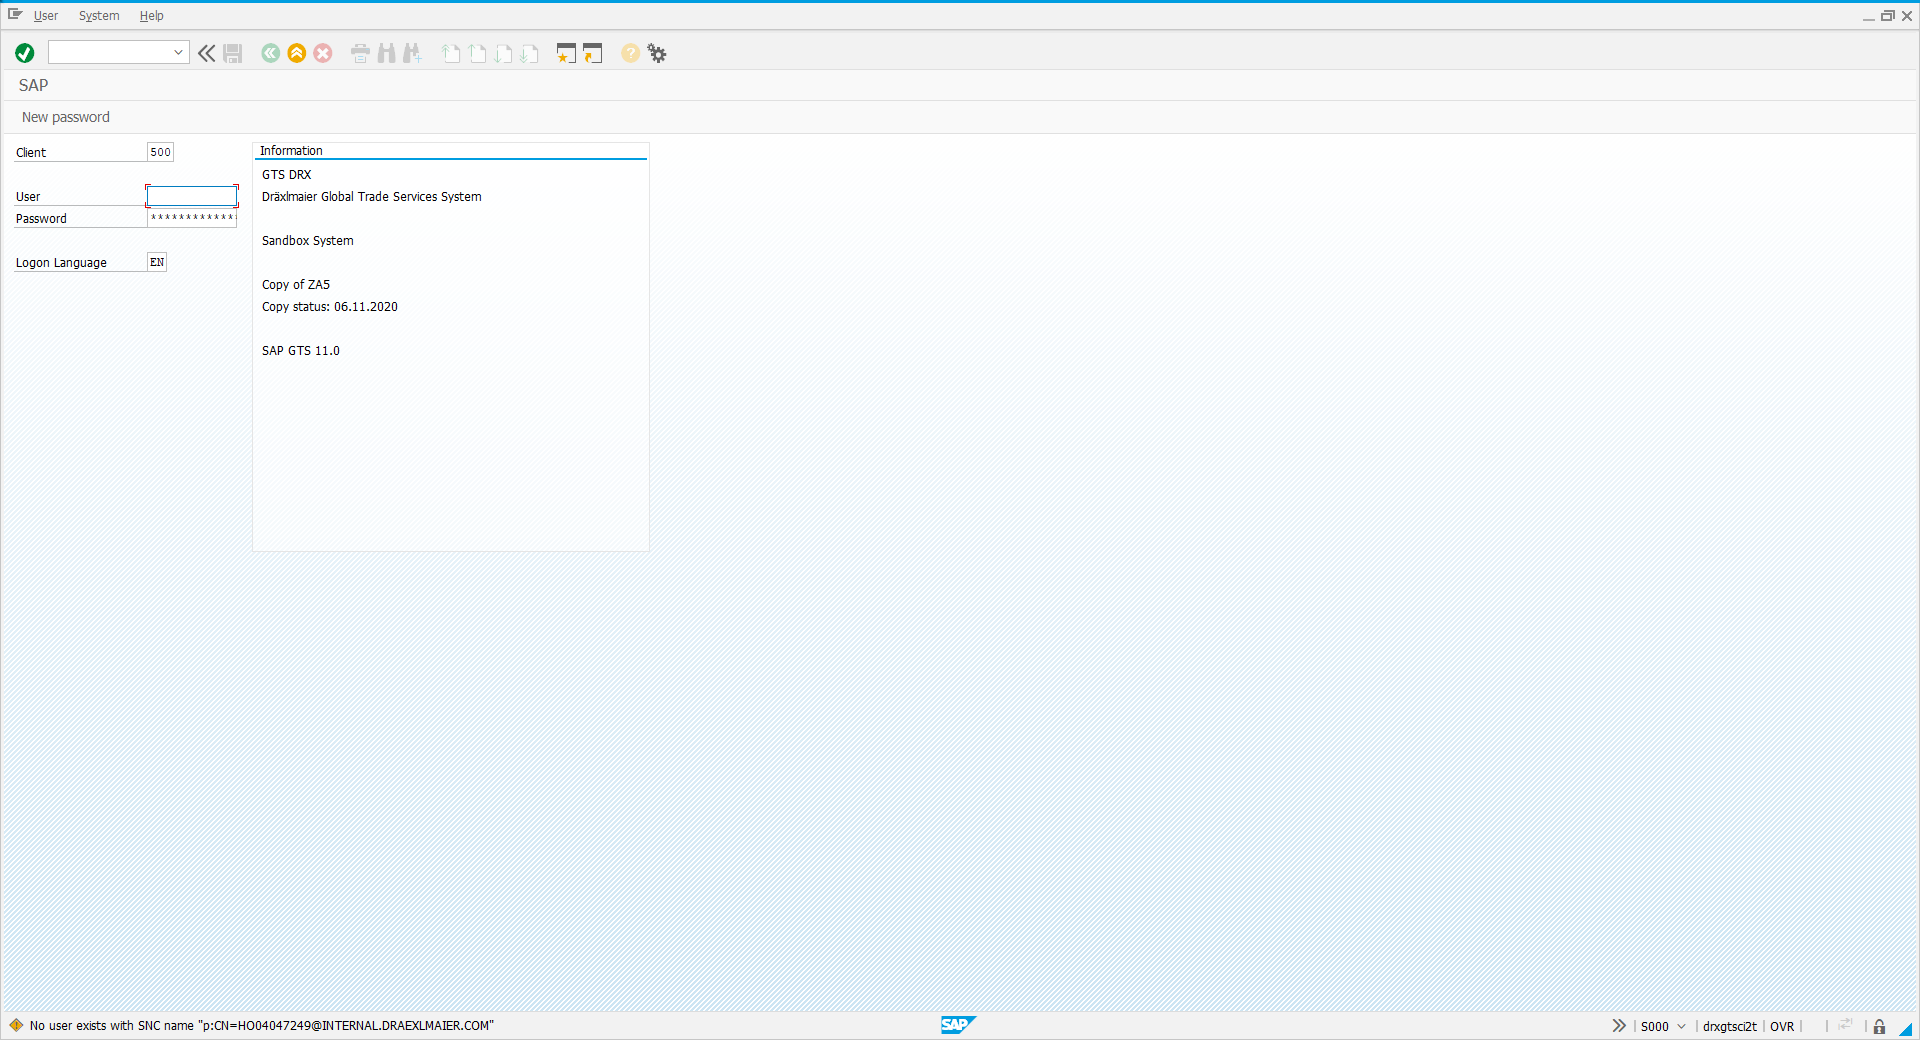 User System Help
SAP
New password
Client 500
User
Password ************
Logon Language EN
Information
GTS DRX
Dräxlmaier Global Trade Services System
Sandbox System
Copy of ZA5
Copy status: 06.11.2020
SAP GTS 11.0
No user exists with SNC name "p:CN=HO04047249@INTERNAL.DRAEXLMAIER.COM"
SAP
S000 drxgtsci2t OVR